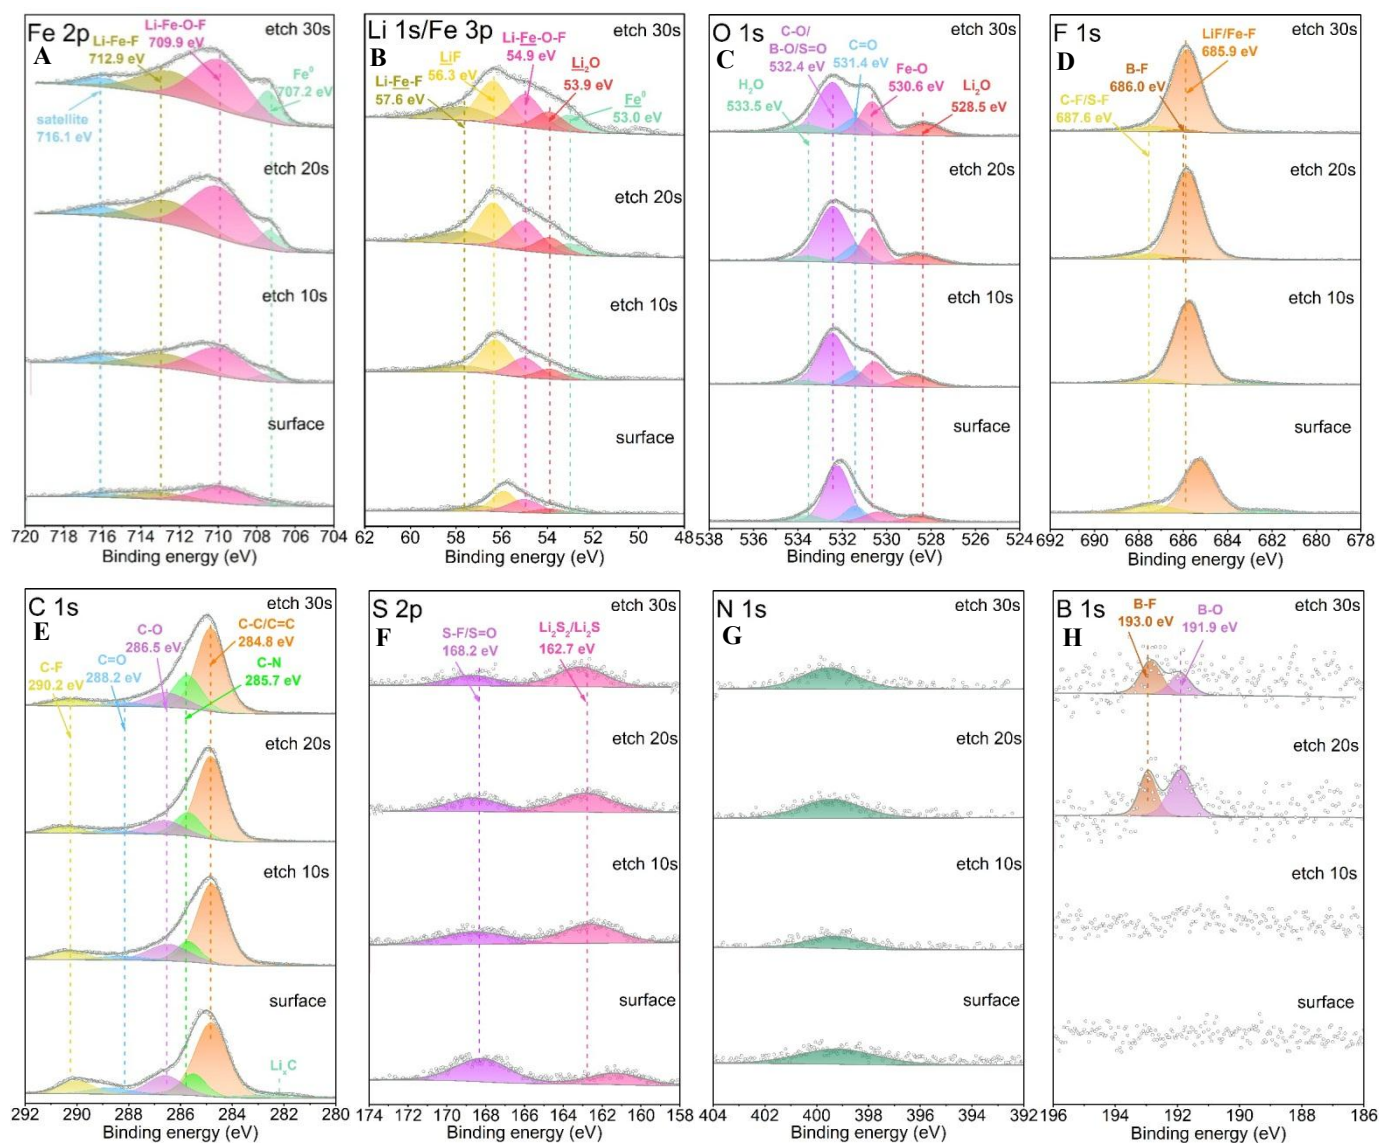 Fe 2p
A
etch 30s
Li-Fe-O-F
709.9 eV
Li-Fe-F
712.9 eV
Fe⁰
707.2 eV
satellite
716.1 eV
etch 20s
etch 10s
surface
720 718 716 714 712 710 708 706 704
Binding energy (eV)
Li 1s/Fe 3p
B
etch 30s
Li-Fe-O-F
54.9 eV
LiF
56.3 eV
Li₂O
53.9 eV
Li-Fe-F
57.6 eV
Fe⁰
53.0 eV
etch 20s
etch 10s
surface
62 60 58 56 54 52 50 48
Binding energy (eV)
O 1s
C
etch 30s
C-O/
B-O/S=O
532.4 eV
C=O
531.4 eV
Fe-O
530.6 eV
H₂O
533.5 eV
Li₂O
528.5 eV
etch 20s
etch 10s
surface
538 536 534 532 530 528 526 524
Binding energy (eV)
F 1s
D
etch 30s
LiF/Fe-F
685.9 eV
B-F
686.0 eV
C-F/S-F
687.6 eV
etch 20s
etch 10s
surface
692 690 688 686 684 682 680 678
Binding energy (eV)
C 1s
E
etch 30s
C-O
286.5 eV
C-C/C=C
284.8 eV
C-F
290.2 eV
C=O
288.2 eV
C-N
285.7 eV
etch 20s
etch 10s
surface
LiₓC
292 290 288 286 284 282 280
Binding energy (eV)
S 2p
F
etch 30s
S-F/S=O
168.2 eV
Li₂S₂/Li₂S
162.7 eV
etch 20s
etch 10s
surface
174 172 170 168 166 164 162 160 158
Binding energy (eV)
N 1s
G
etch 30s
etch 20s
etch 10s
surface
404 402 400 398 396 394 392
Binding energy (eV)
B 1s
H
etch 30s
B-F
193.0 eV
B-O
191.9 eV
etch 20s
etch 10s
surface
196 194 192 190 188 186
Binding energy (eV)